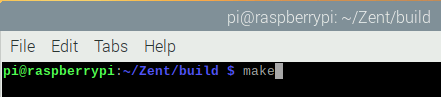 pi@raspberrypi: ~/Zent/build
File Edit Tabs Help
pi@raspberrypi:~/Zent/build $ make